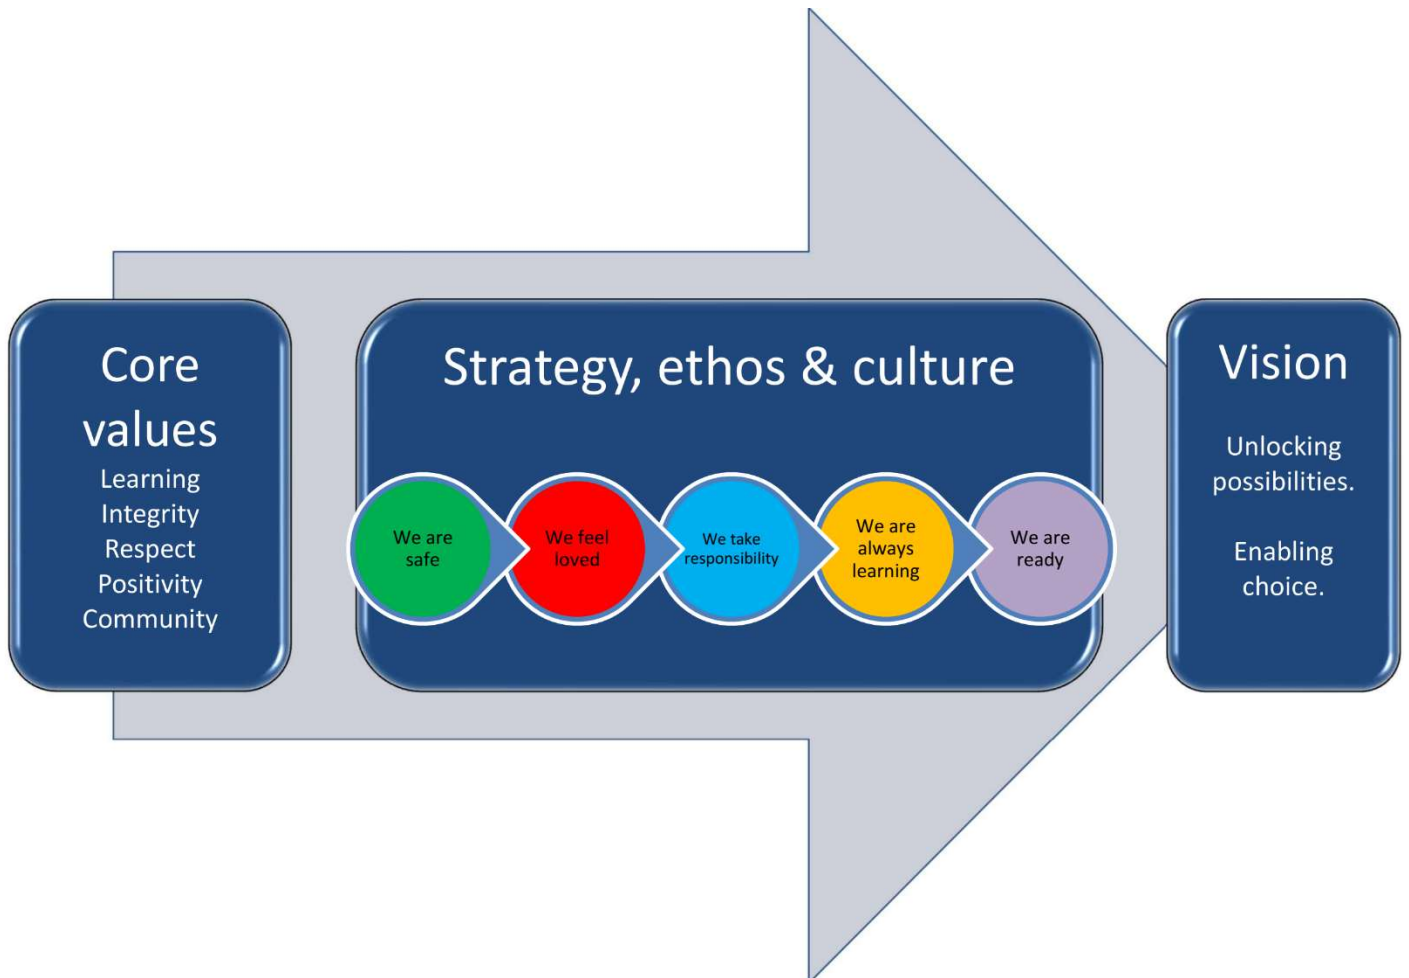 Core
values
Learning
Integrity
Respect
Positivity
Community
Strategy, ethos & culture
We are
safe
We feel
loved
We take
responsibility
We are
always
learning
We are
ready
Vision
Unlocking
possibilities.
Enabling
choice.